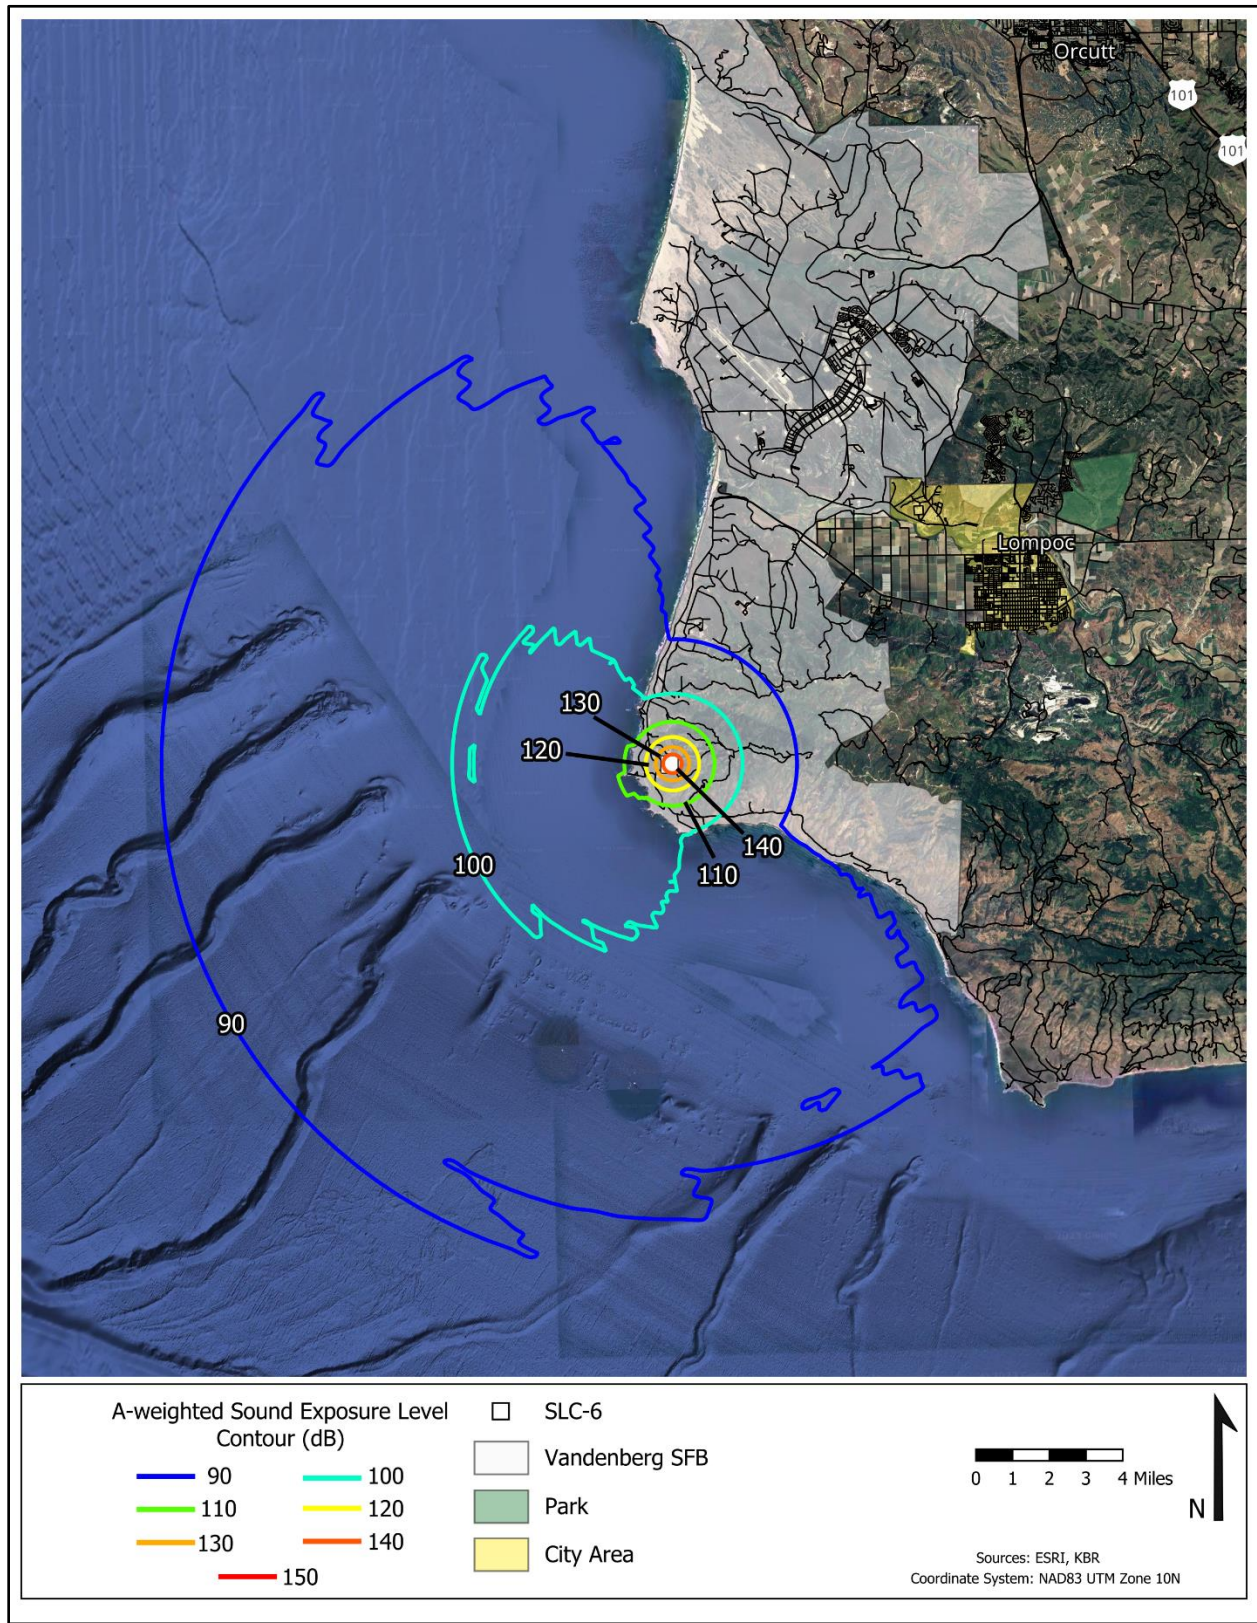 Orcutt
101
101
Lompoc
130
120
140
110
100
90
A-weighted Sound Exposure Level
Contour (dB)
90
100
110
120
130
140
150
SLC-6
Vandenberg SFB
Park
City Area
0 1 2 3 4 Miles
N
Sources: ESRI, KBR
Coordinate System: NAD83 UTM Zone 10N